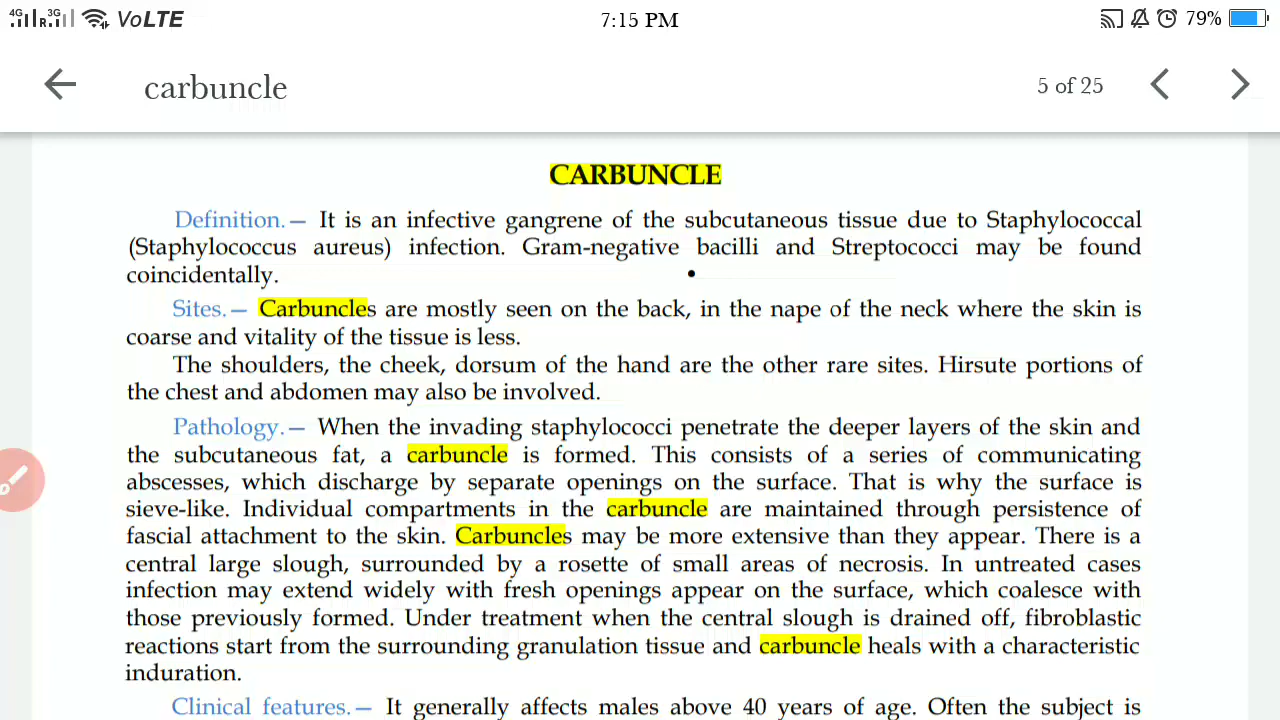 4G R 3G VoLTE 7:15 PM 79%
carbuncle 5 of 25
CARBUNCLE
Definition.— It is an infective gangrene of the subcutaneous tissue due to Staphylococcal
(Staphylococcus aureus) infection. Gram-negative bacilli and Streptococci may be found
coincidentally.
Sites.— Carbuncles are mostly seen on the back, in the nape of the neck where the skin is
coarse and vitality of the tissue is less.
The shoulders, the cheek, dorsum of the hand are the other rare sites. Hirsute portions of
the chest and abdomen may also be involved.
Pathology.— When the invading staphylococci penetrate the deeper layers of the skin and
the subcutaneous fat, a carbuncle is formed. This consists of a series of communicating
abscesses, which discharge by separate openings on the surface. That is why the surface is
sieve-like. Individual compartments in the carbuncle are maintained through persistence of
fascial attachment to the skin. Carbuncles may be more extensive than they appear. There is a
central large slough, surrounded by a rosette of small areas of necrosis. In untreated cases
infection may extend widely with fresh openings appear on the surface, which coalesce with
those previously formed. Under treatment when the central slough is drained off, fibroblastic
reactions start from the surrounding granulation tissue and carbuncle heals with a characteristic
induration.
Clinical features.— It generally affects males above 40 years of age. Often the subject is